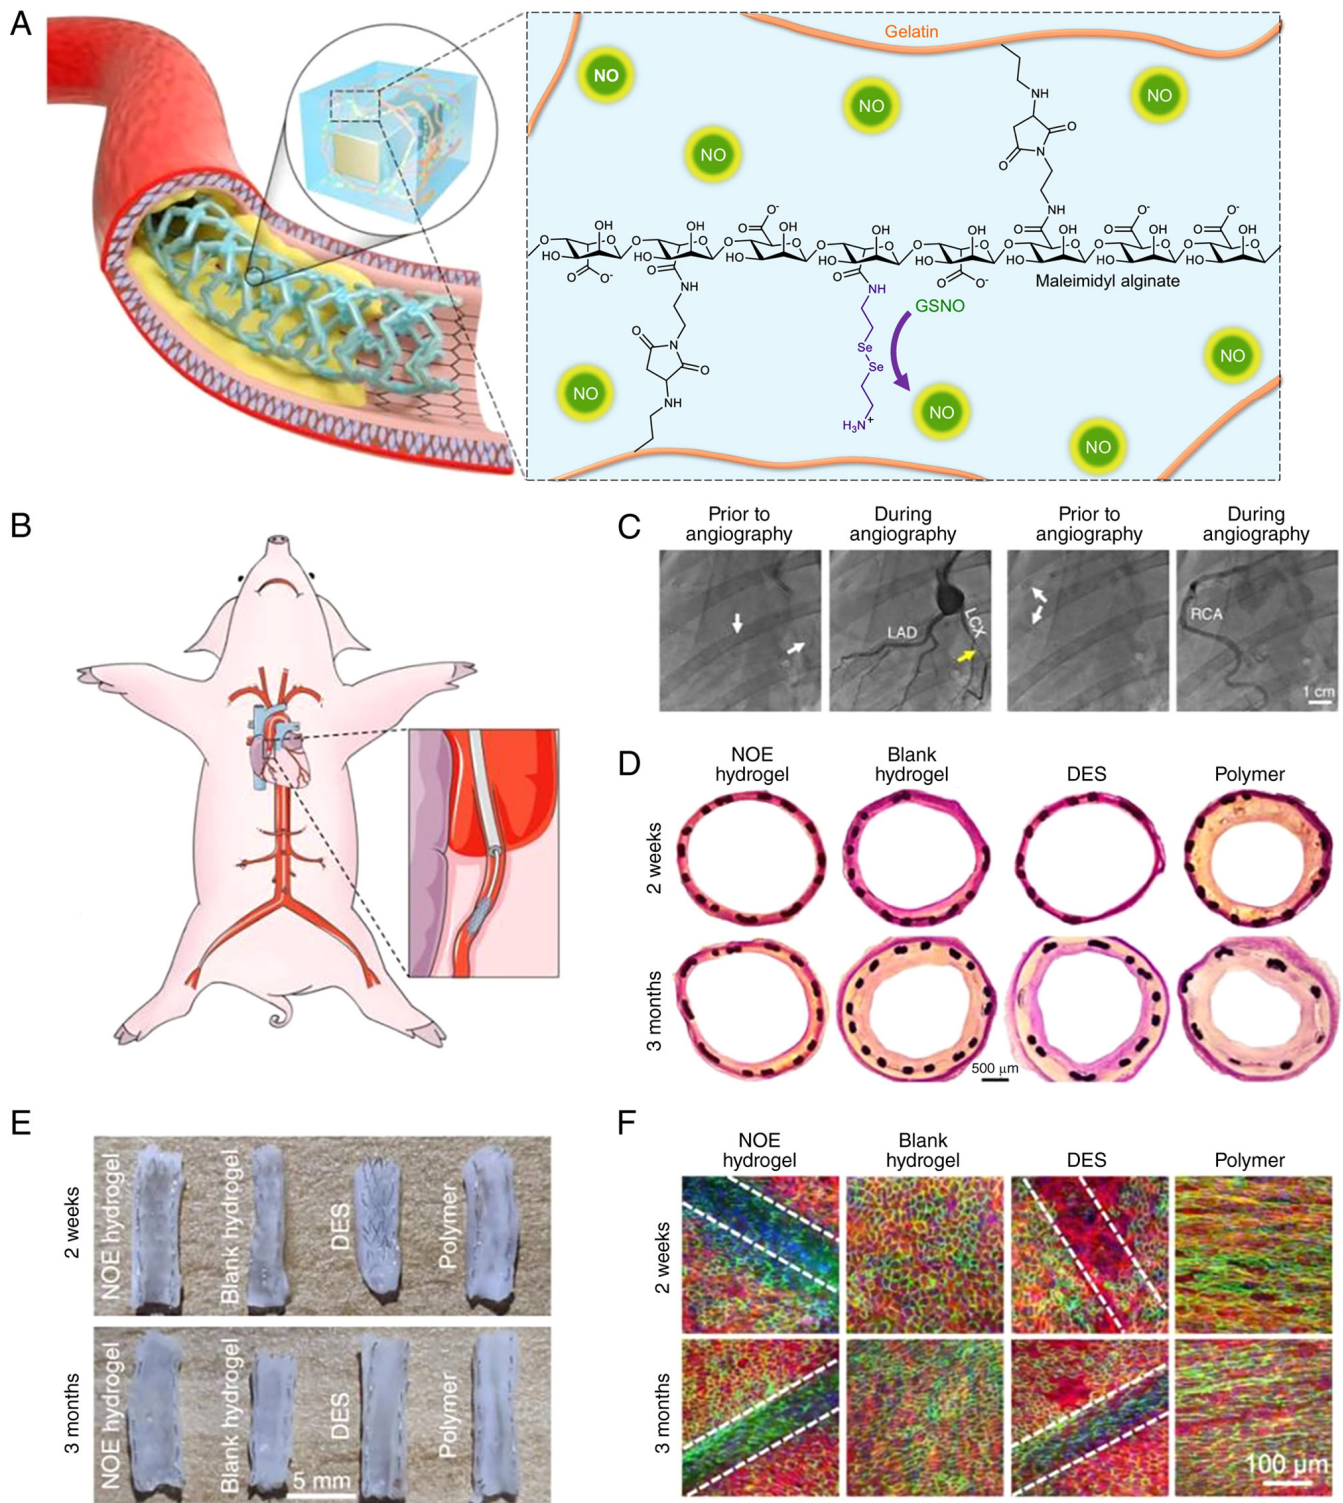 A
Gelatin
NO
NO
NO
NO
NH
O
O
N
NH
O
O⁻
O
OH
HO
O
O
O⁻
OH
O
HO
O
NH
O
O⁻
OH
O
HO
O
OH
O
HO
O
NH
OH
O
HO
O
O⁻
OH
O
HO
O
O⁻
OH
O
HO
O
O⁻
OH
O
HO
Maleimidyl alginate
GSNO
O
N
O
NH
Se
Se
H₃N⁺
NO
NO
NO
NO
B
C
Prior to
angiography
During
angiography
Prior to
angiography
During
angiography
LAD
LCX
RCA
1 cm
D
NOE
hydrogel
Blank
hydrogel
DES
Polymer
2 weeks
3 months
500 μm
E
2 weeks
NOE hydrogel
Blank hydrogel
DES
Polymer
3 months
NOE hydrogel
Blank hydrogel
DES
Polymer
5 mm
F
NOE
hydrogel
Blank
hydrogel
DES
Polymer
2 weeks
3 months
100 μm